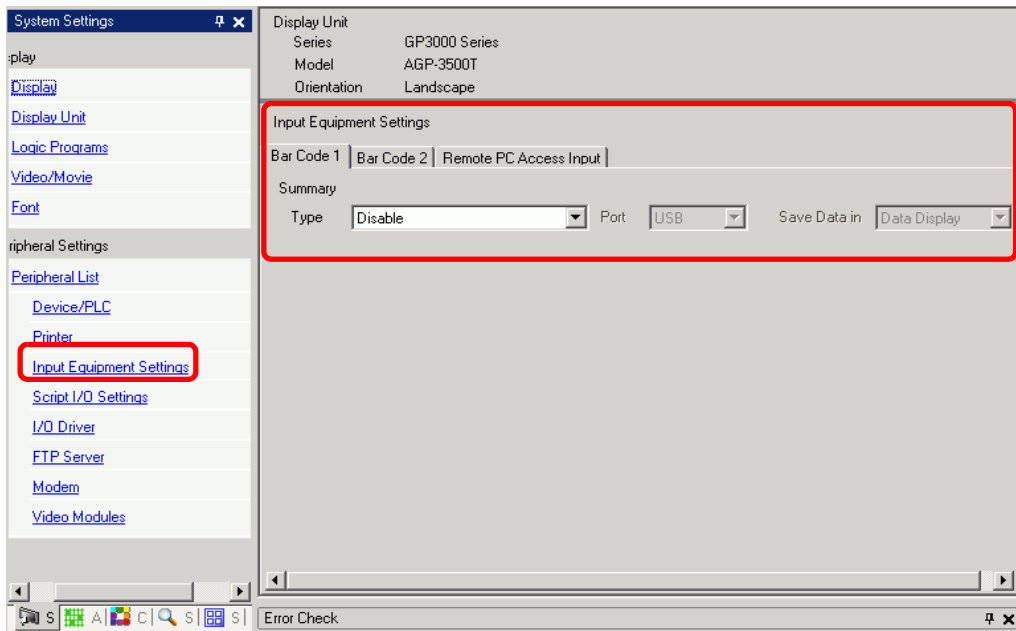 System Settings
play
Display
Display Unit
Logic Programs
Video/Movie
Font
ripheral Settings
Peripheral List
Device/PLC
Printer
Input Equipment Settings
Script I/O Settings
I/O Driver
FTP Server
Modem
Video Modules
S A C S S
Display Unit
Series GP3000 Series
Model AGP-3500T
Orientation Landscape
Input Equipment Settings
Bar Code 1 Bar Code 2 Remote PC Access Input
Summary
Type Disable Port USB Save Data in Data Display
Error Check